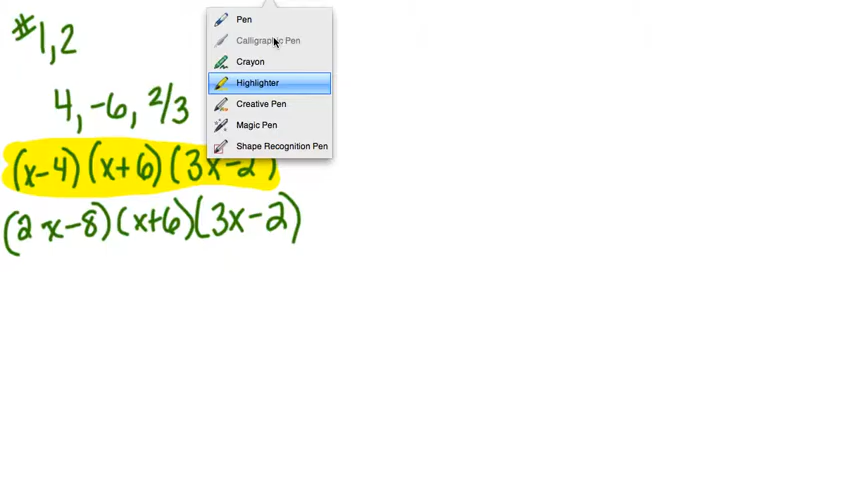 #1,2
4, -6, 2/3
(x-4)(x+6)(3x-2)
(2x-8)(x+6)(3x-2)
Pen
Calligraphic Pen
Crayon
Highlighter
Creative Pen
Magic Pen
Shape Recognition Pen